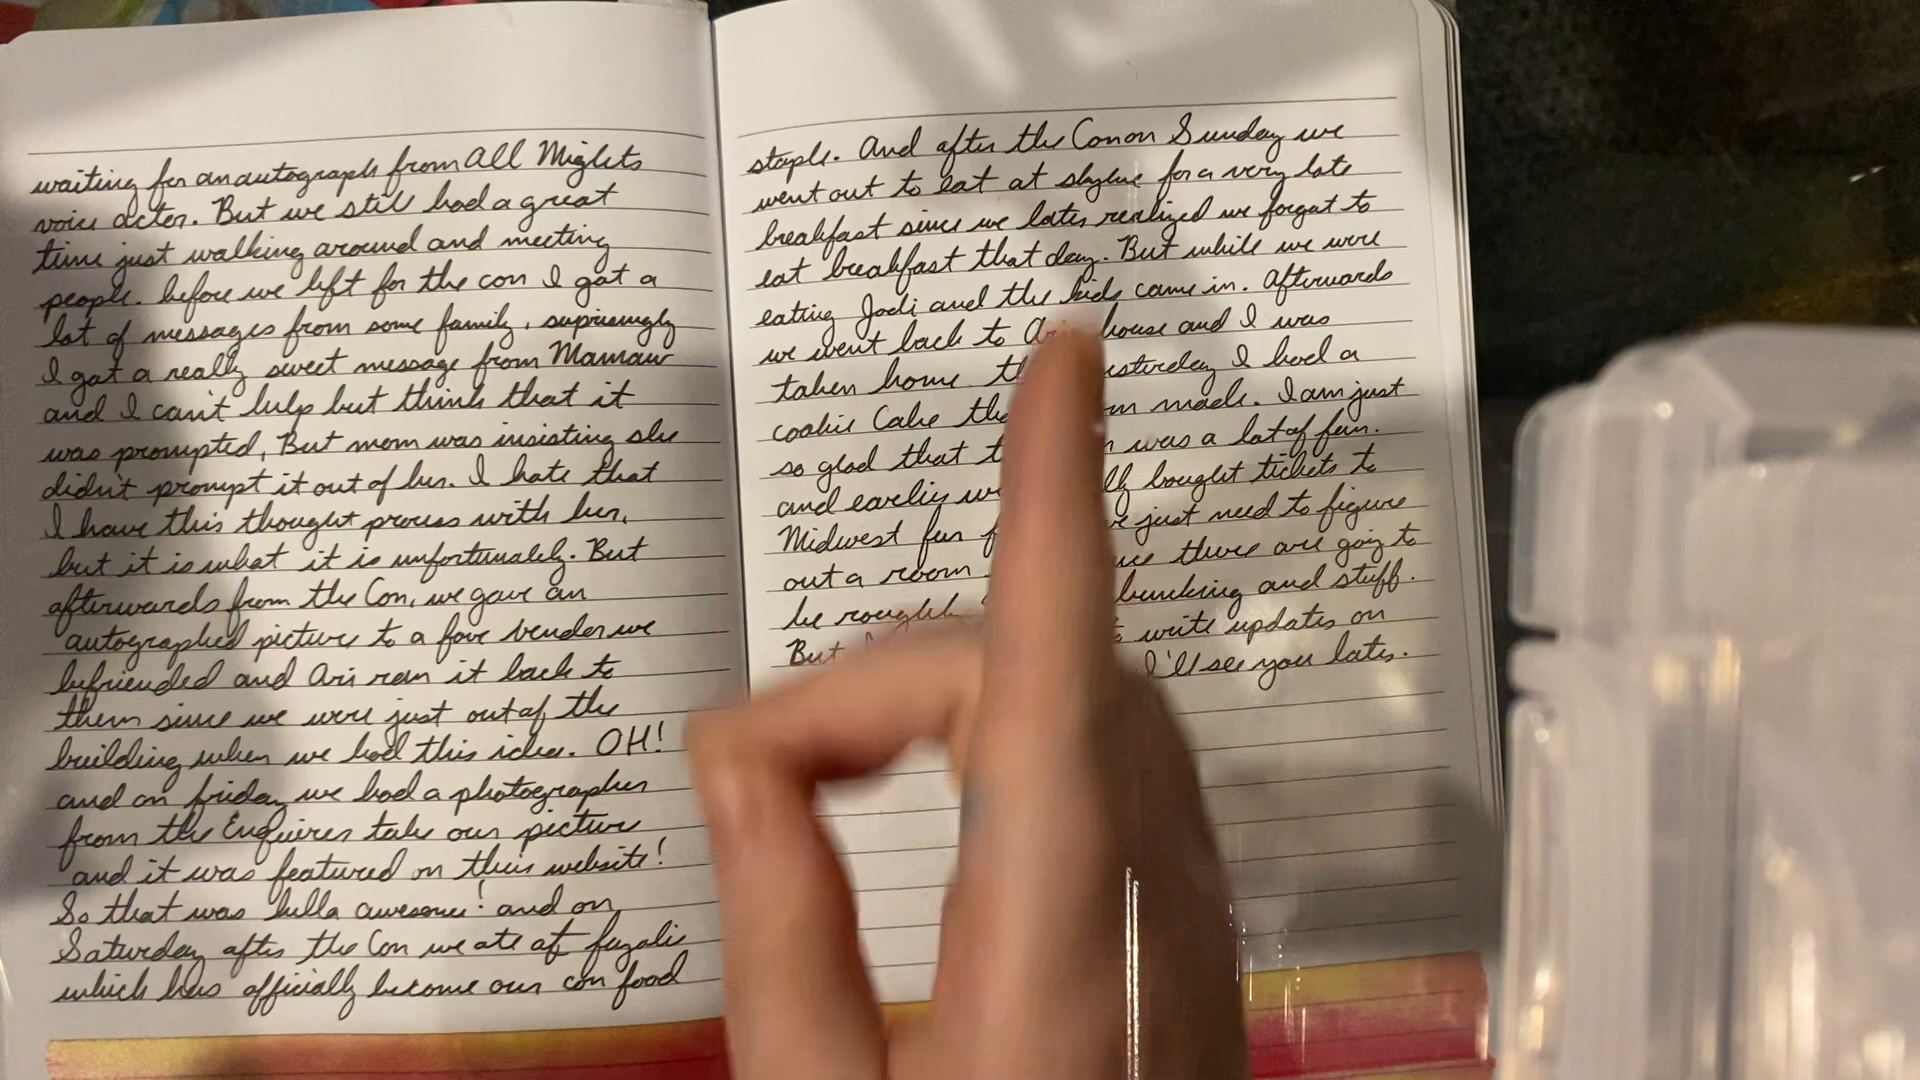 waiting for an autograph from All Mights
voice actor. But we still had a great
time just walking around and meeting
people. before we left for the con I got a
lot of messages from some family, suprisingly
I got a really sweet message from Mamaw
and I can't help but think that it
was prompted, But mom was insisting she
didn't prompt it out of her. I hate that
I have this thought process with her,
but it is what it is unfortunately. But
afterwards from the Con, we gave an
autographed picture to a fave vender we
befriended and Ari ran it back to
them since we were just out of the
building when we had this idea. OH!
and on friday we had a photographer
from the Enquirer take our picture
and it was featured on their website!
So that was hella awesome! and on
Saturday after the Con we ate at
which has officially become our con food
staple. And after the Con on Sunday we
went out to eat at skyline for a very late
breakfast since we later realized we forgot to
eat breakfast that day. But while we were
eating Jodi and the kids came in. Afterwards
we went back to house and I was
taken home. I had a
cookie Cake made. I am just
so glad that was a lot of fun.
and earlier bought tickets to
Midwest fur just need to figure
out a room there are going to
be bunking and stuff.
But write updates on
I'll see you later.